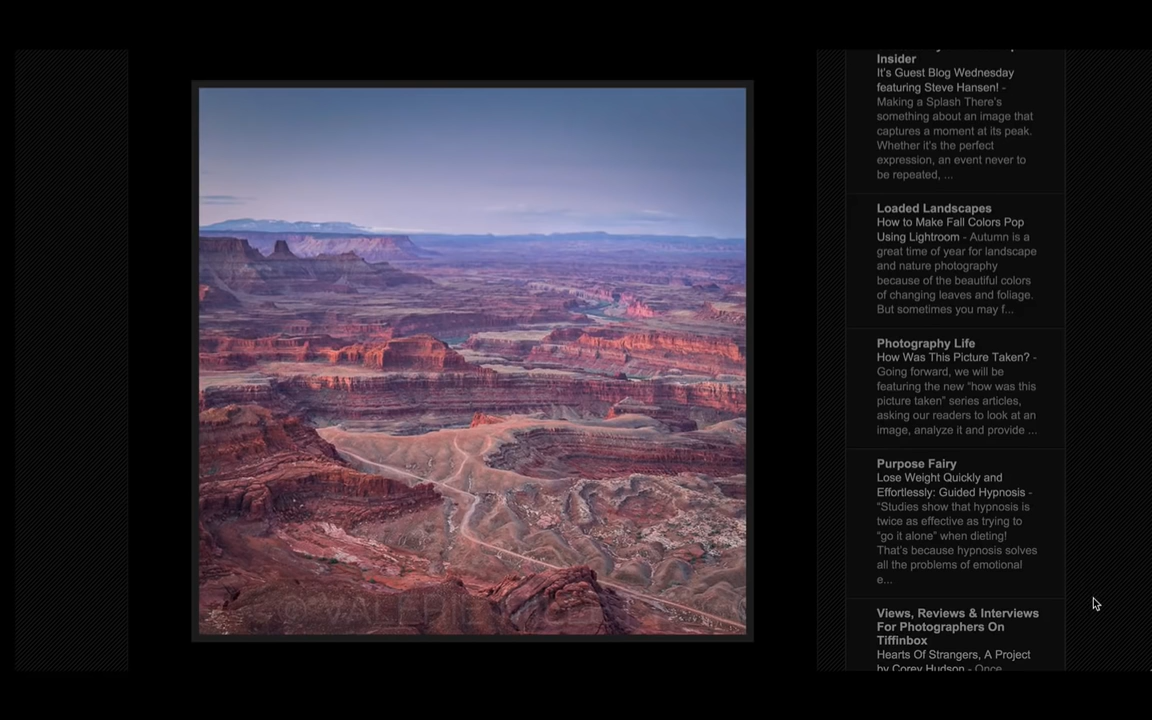 Insider
It's Guest Blog Wednesday
featuring Steve Hansen! -
Making a Splash There's
something about an image that
captures a moment at its peak.
Whether it's the perfect
expression, an event never to
be repeated, ...
Loaded Landscapes
How to Make Fall Colors Pop
Using Lightroom - Autumn is a
great time of year for landscape
and nature photography
because of the beautiful colors
of changing leaves and foliage.
But sometimes you may f...
Photography Life
How Was This Picture Taken? -
Going forward, we will be
featuring the new "how was this
picture taken" series articles,
asking our readers to look at an
image, analyze it and provide ...
Purpose Fairy
Lose Weight Quickly and
Effortlessly: Guided Hypnosis -
"Studies show that hypnosis is
twice as effective as trying to
"go it alone" when dieting!
That's because hypnosis solves
all the problems of emotional
e...
Views, Reviews & Interviews
For Photographers On
Tiffinbox
Hearts Of Strangers, A Project
by Corey Hudson - Once